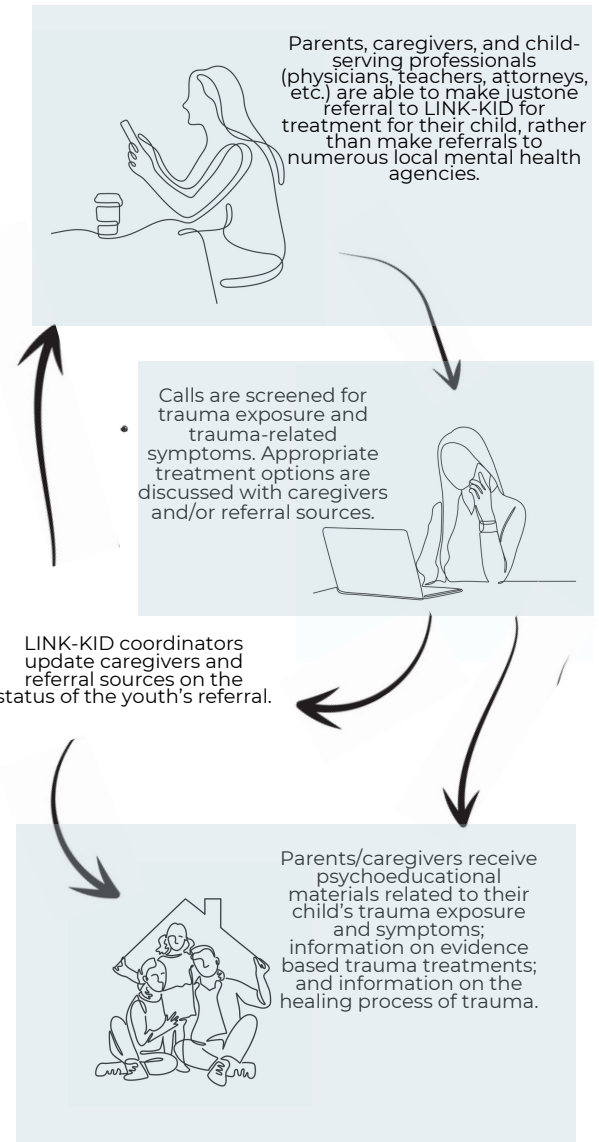 Parents, caregivers, and child-
serving professionals
(physicians, teachers, attorneys,
etc.) are able to make justone
referral to LINK-KID for
treatment for their child, rather
than make referrals to
numerous local mental health
agencies.
Calls are screened for
trauma exposure and
trauma-related
symptoms. Appropriate
treatment options are
discussed with caregivers
and/or referral sources.
LINK-KID coordinators
update caregivers and
referral sources on the
status of the youth’s referral.
Parents/caregivers receive
psychoeducational
materials related to their
child’s trauma exposure
and symptoms;
information on evidence
based trauma treatments;
and information on the
healing process of trauma.